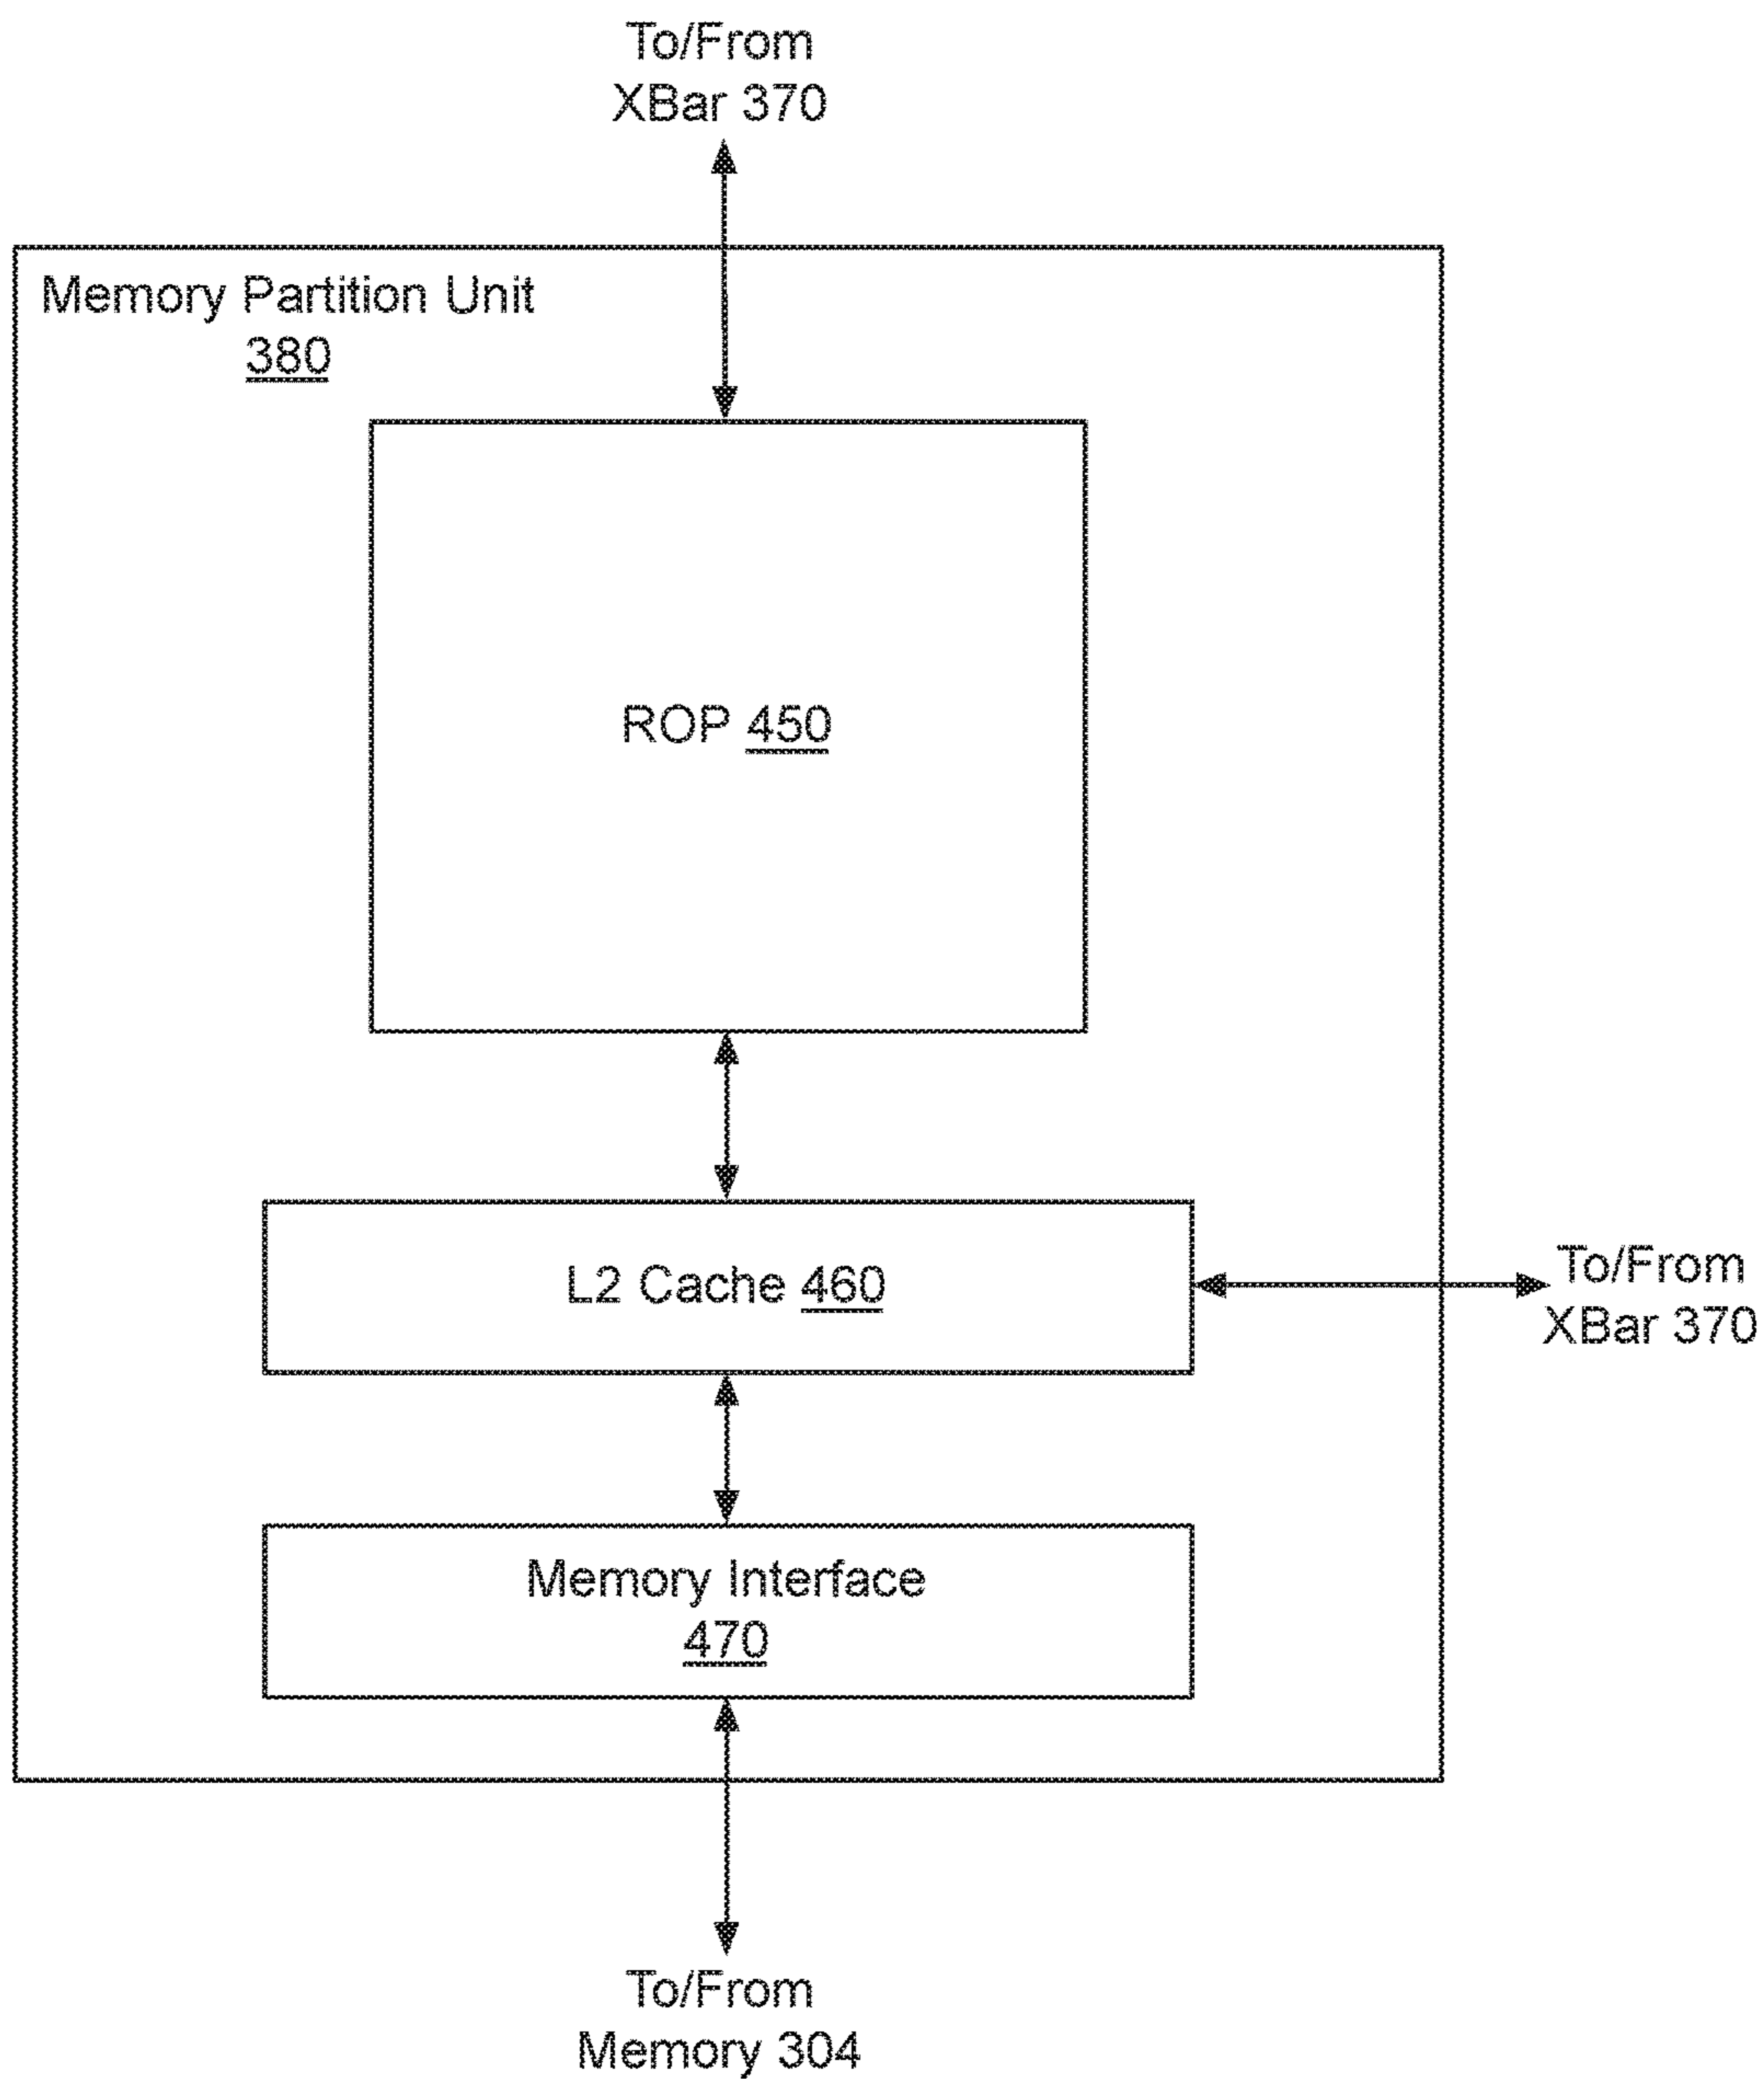 To/From
XBar 370
Memory Partition Unit
380
ROP 450
L2 Cache 460
To/From
XBar 370
Memory Interface
470
To/From
Memory 304